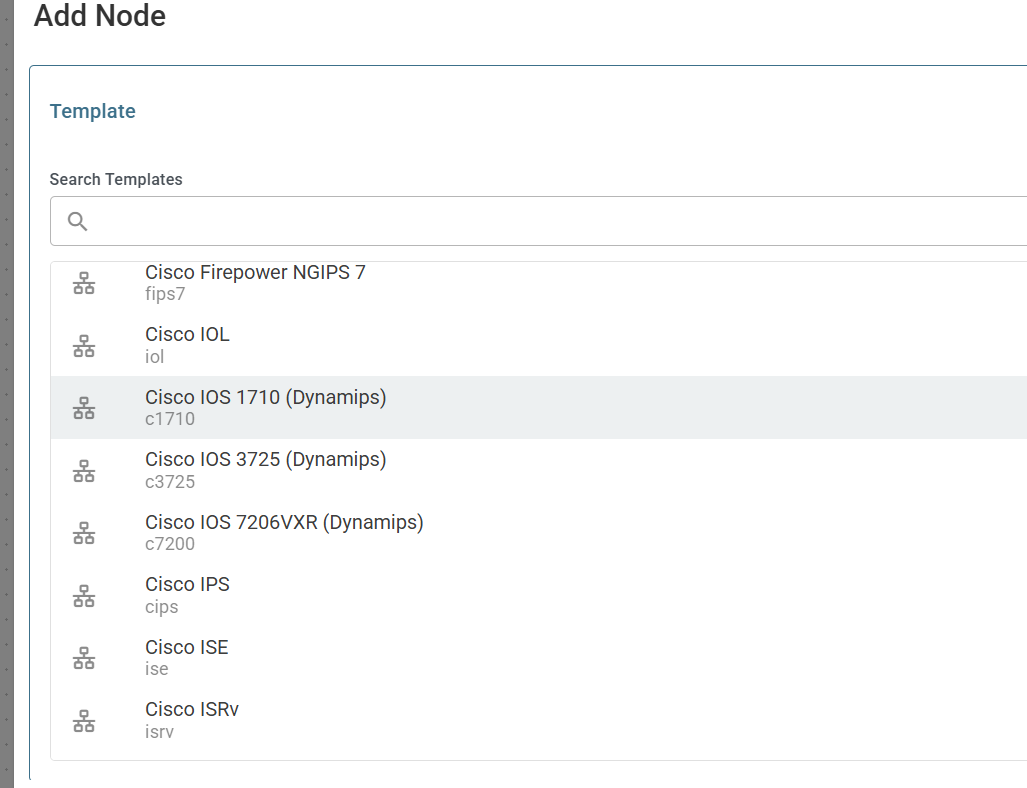 Add Node
Template
Search Templates
Cisco Firepower NGIPS 7
fips7
Cisco IOL
iol
Cisco IOS 1710 (Dynamips)
c1710
Cisco IOS 3725 (Dynamips)
c3725
Cisco IOS 7206VXR (Dynamips)
c7200
Cisco IPS
cips
Cisco ISE
ise
Cisco ISRv
isrv